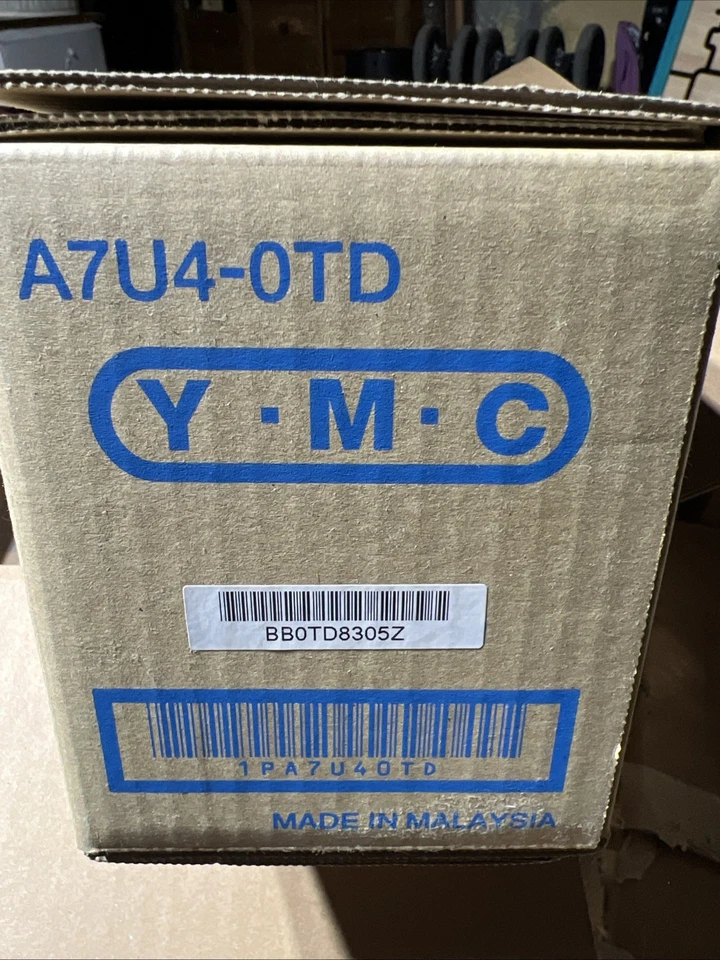 A7U4-0TD
Y·M·C
BB0TD8305Z
1PA7U40TD
MADE IN MALAYSIA